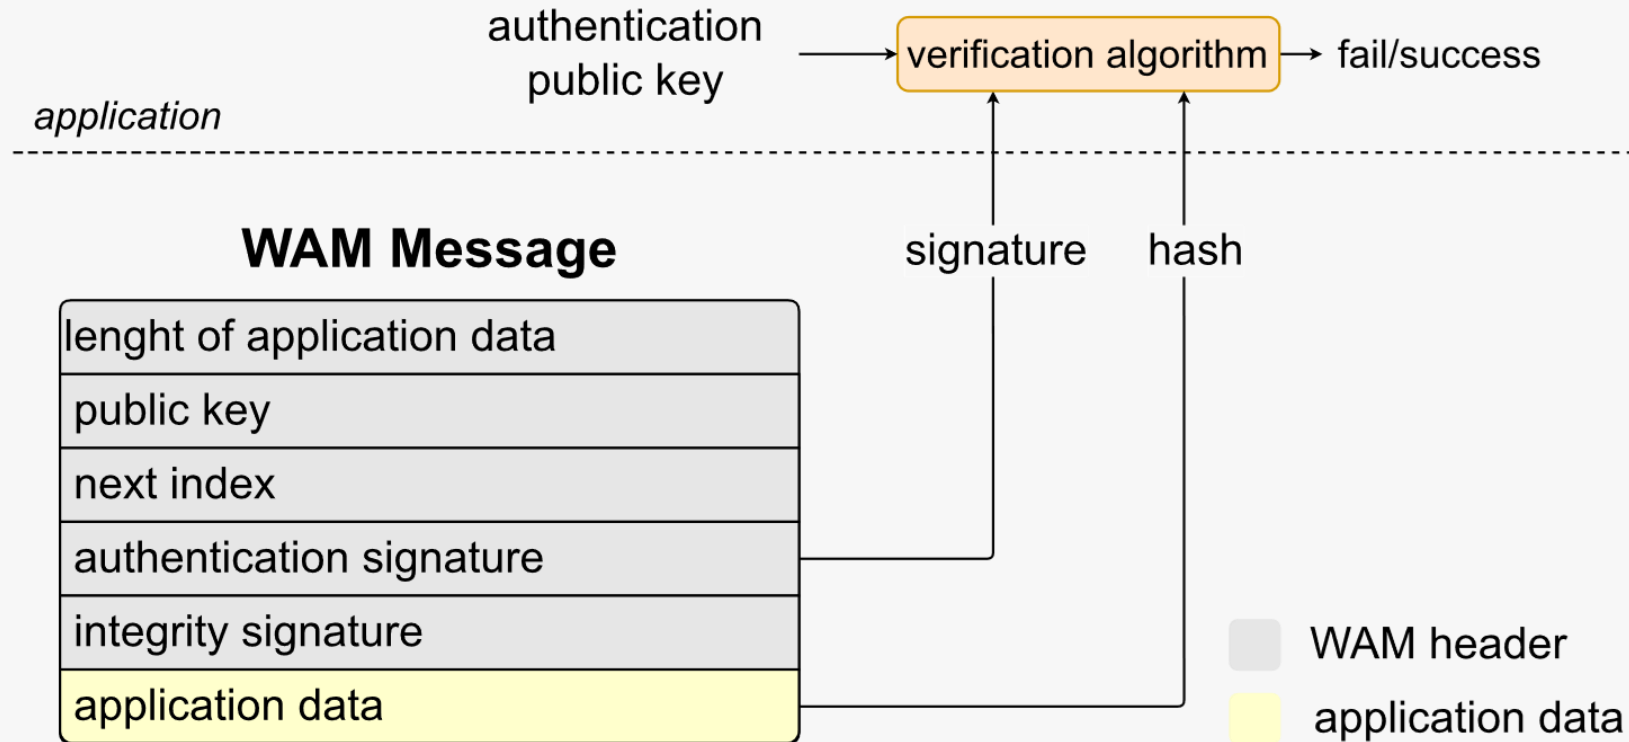 authentication
public key
verification algorithm
fail/success
application
WAM Message
signature
hash
lenght of application data
public key
next index
authentication signature
integrity signature
application data
WAM header
application data